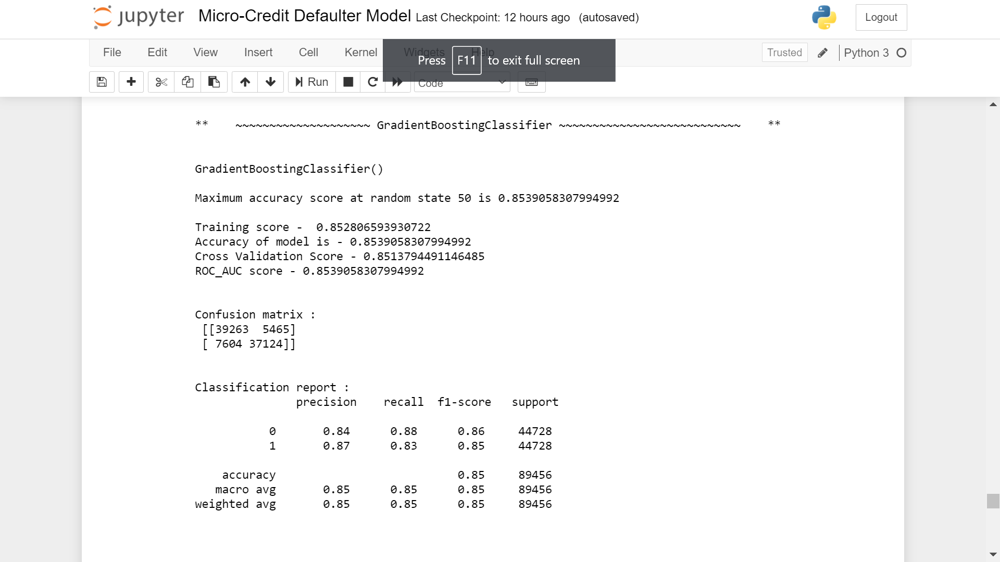 jupyter Micro-Credit Defaulter Model Last Checkpoint: 12 hours ago (autosaved) Logout
File Edit View Insert Cell Kernel Widgets Help Trusted Python 3
Press F11 to exit full screen
Run Code
** ~~~~~~~~~~~~~~~~~~~~ GradientBoostingClassifier ~~~~~~~~~~~~~~~~~~~~~~~~~~~ **
GradientBoostingClassifier()
Maximum accuracy score at random state 50 is 0.8539058307994992
Training score -  0.852806593930722
Accuracy of model is - 0.8539058307994992
Cross Validation Score - 0.8513794491146485
ROC_AUC score - 0.8539058307994992
Confusion matrix :
[[39263  5465]
[ 7604 37124]]
Classification report :
precision recall f1-score support
0 0.84 0.88 0.86 44728
1 0.87 0.83 0.85 44728
accuracy 0.85 89456
macro avg 0.85 0.85 0.85 89456
weighted avg 0.85 0.85 0.85 89456